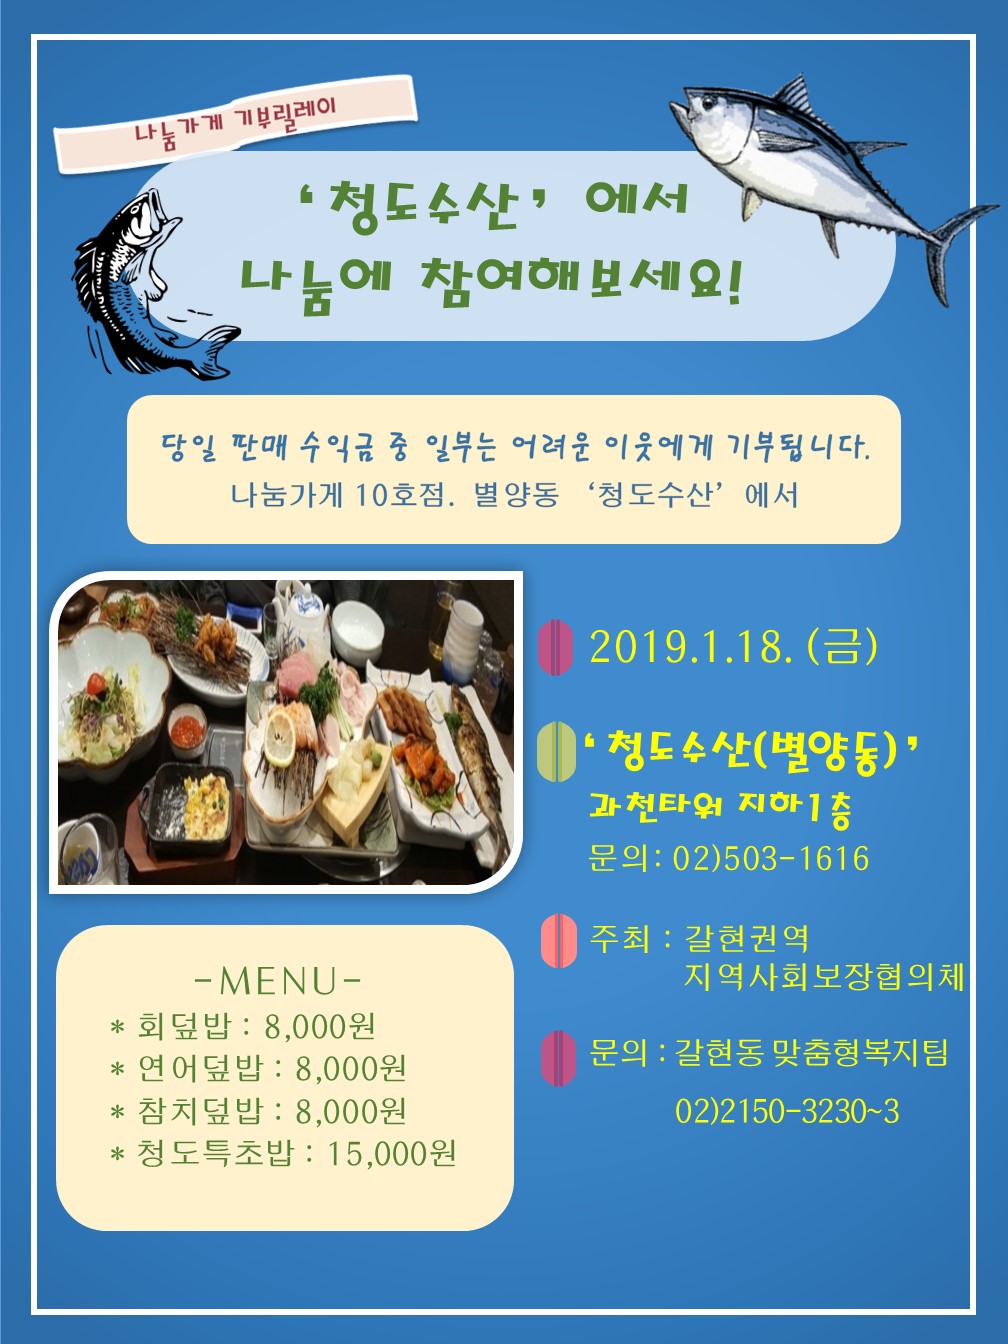 나눔가게 기부릴레이
‘청도수산’ 에서
나눔에 참여해보세요!
당일 판매 수익금 중 일부는 어려운 이웃에게 기부됩니다.
나눔가게 10호점. 별양동 ‘청도수산’ 에서
2019.1.18. (금)
‘청도수산(별양동)’
과천타워 지하1층
문의: 02)503-1616
주최 : 갈현권역
지역사회보장협의체
문의 : 갈현동 맞춤형복지팀
02)2150-3230~3
-MENU-
* 회덮밥 : 8,000원
* 연어덮밥 : 8,000원
* 참치덮밥 : 8,000원
* 청도특초밥 : 15,000원